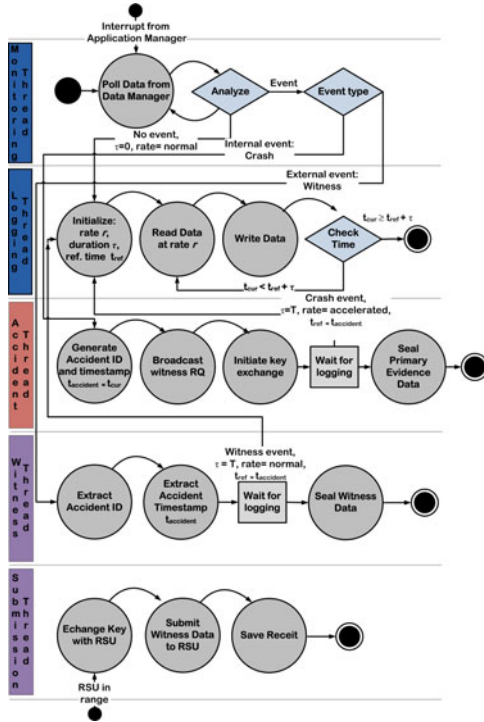 Interrupt from
Application Manager
Monitoring
Thread
Poll Data from
Data Manager
Analyze
Event
Event type
No event,
τ=0, rate= normal
Internal event:
Crash
External event:
Witness
Logging
Thread
Initialize:
rate r,
duration τ,
ref. time tref
Read Data
at rate r
Write Data
Check
Time
tcur ≥ tref + τ
tcur < tref + τ
Crash event,
τ=T, rate= accelerated,
tref = taccident
Accident
Thread
Generate
Accident ID
and timestamp
taccident = tcur
Broadcast
witness RQ
Initiate key
exchange
Wait for
logging
Seal
Primary
Evidence
Data
Witness event,
τ = T, rate= normal,
tref = taccident
Witness
Thread
Extract
Accident ID
Extract
Accident
Timestamp
taccident
Wait for
logging
Seal Witness
Data
Submission
Thread
Echange Key
with RSU
Submit
Witness Data
to RSU
Save Receit
RSU in
range